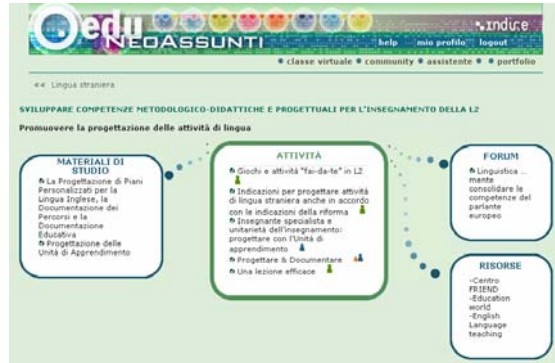 .edu
NEOASSUNTI
indice
help mio profilo logout
classe virtuale community assistente portfolio
<< Lingua straniera
SVILUPPARE COMPETENZE METODOLOGICO-DIDATTICHE E PROGETTUALI PER L'INSEGNAMENTO DELLA L2
Promuovere la progettazione delle attività di lingua
MATERIALI DI
STUDIO
La Progettazione di Piani
Personalizzati per la
Lingua Inglese, la
Documentazione dei
Percorsi e la
Documentazione
Educativa
Progettazione delle
Unità di Apprendimento
ATTIVITÀ
Giochi e attività "fai-da-te" in L2
Indicazioni per progettare attività
di lingua straniera anche in accordo
con le indicazioni della riforma
Insegnante specialista e
unitarietà dell'insegnamento:
progettare con l'Unità di
apprendimento
Progettare & Documentare
Una lezione efficace
FORUM
Linguistica ...
mente
consolidare le
competenze del
parlante
europeo
RISORSE
-Centro
FRIEND
-Education
world
-English
Language
teaching